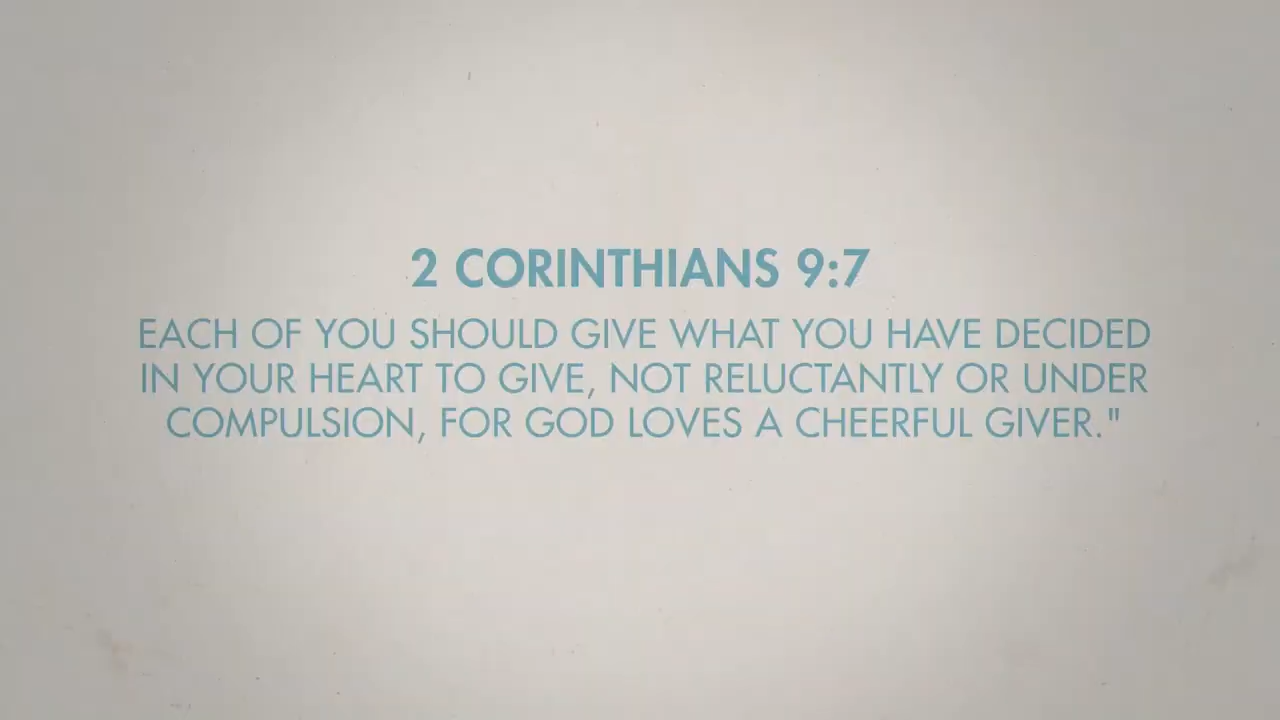 2 CORINTHIANS 9:7
EACH OF YOU SHOULD GIVE WHAT YOU HAVE DECIDED
IN YOUR HEART TO GIVE, NOT RELUCTANTLY OR UNDER
COMPULSION, FOR GOD LOVES A CHEERFUL GIVER."